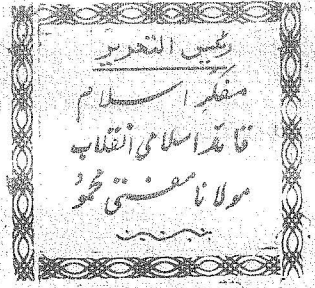 رئیس التحریر
مفکر اسلام
قائد اسلامی انقلاب
مولانا مفتی محمودؒ